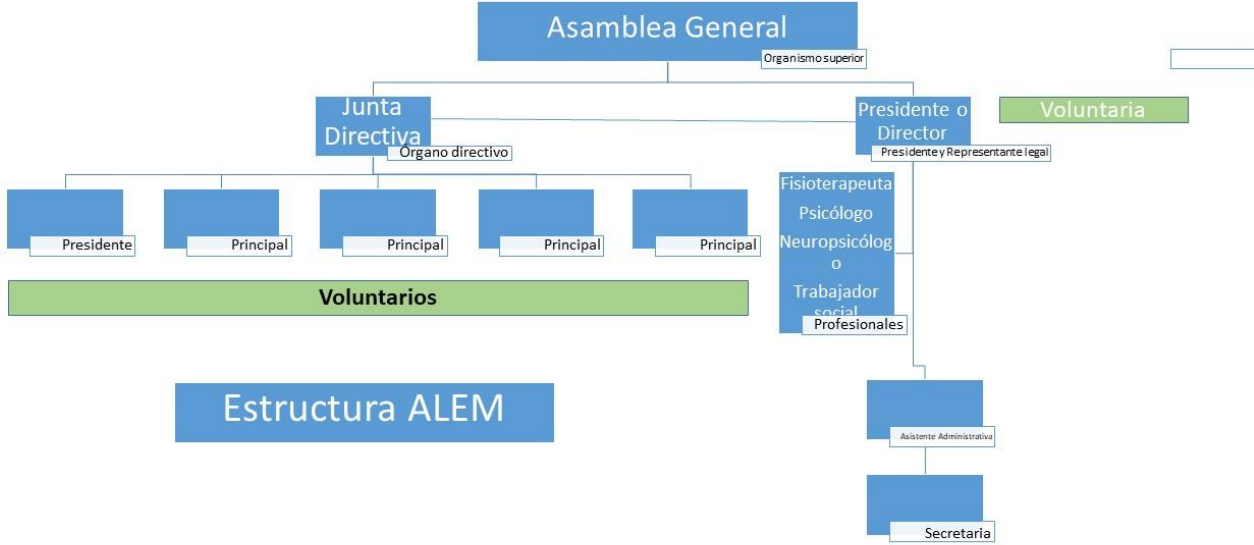 Asamblea General
Organismo superior
Junta
Directiva
Órgano directivo
Presidente o
Director
Presidente y Representante legal
Voluntaria
Presidente
Principal
Principal
Principal
Principal
Voluntarios
Fisioterapeuta
Psicólogo
Neuropsicólog
o
Trabajador
social
Profesionales
Estructura ALEM
Asistente Administrativa
Secretaria